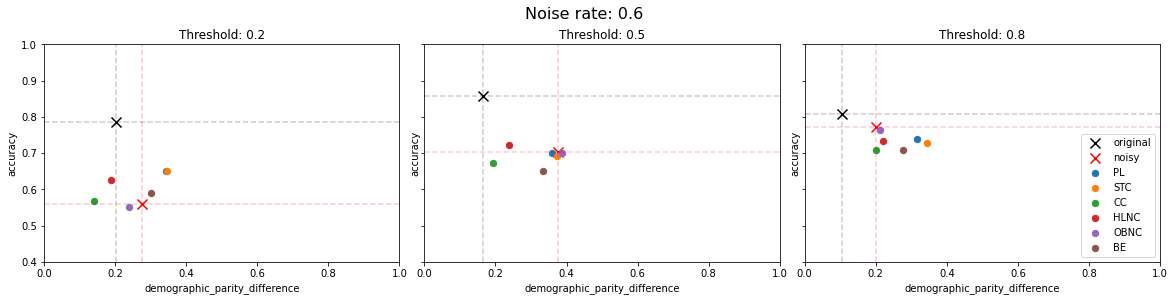 Noise rate: 0.6
Threshold: 0.2
Threshold: 0.5
Threshold: 0.8
1.0
0.9
0.8
0.7
0.6
0.5
0.4
accuracy
0.0 0.2 0.4 0.6 0.8 1.0
demographic_parity_difference
accuracy
0.0 0.2 0.4 0.6 0.8 1.0
demographic_parity_difference
accuracy
0.0 0.2 0.4 0.6 0.8 1.0
demographic_parity_difference
original
noisy
PL
STC
CC
HLNC
OBNC
BE